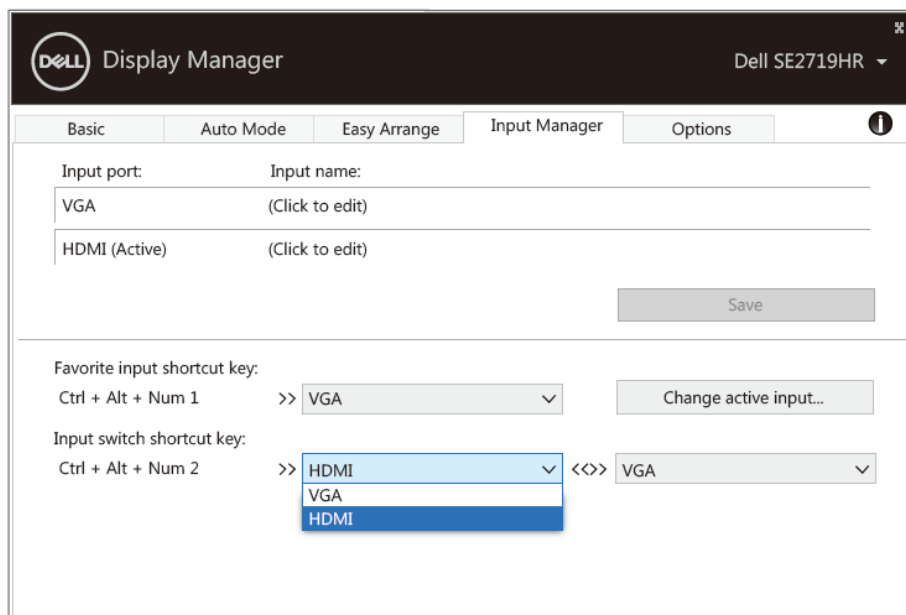 DELL Display Manager Dell SE2719HR
Basic Auto Mode Easy Arrange Input Manager Options
Input port: Input name:
VGA (Click to edit)
HDMI (Active) (Click to edit)
Save
Favorite input shortcut key:
Ctrl + Alt + Num 1 >> VGA Change active input...
Input switch shortcut key:
Ctrl + Alt + Num 2 >> HDMI <<>> VGA
VGA
HDMI